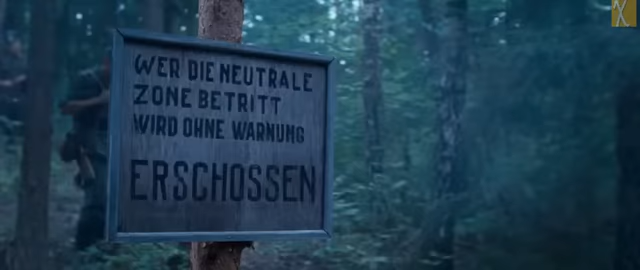 WER DIE NEUTRALE
ZONE BETRITT
WIRD OHNE WARNUNG
ERSCHOSSEN